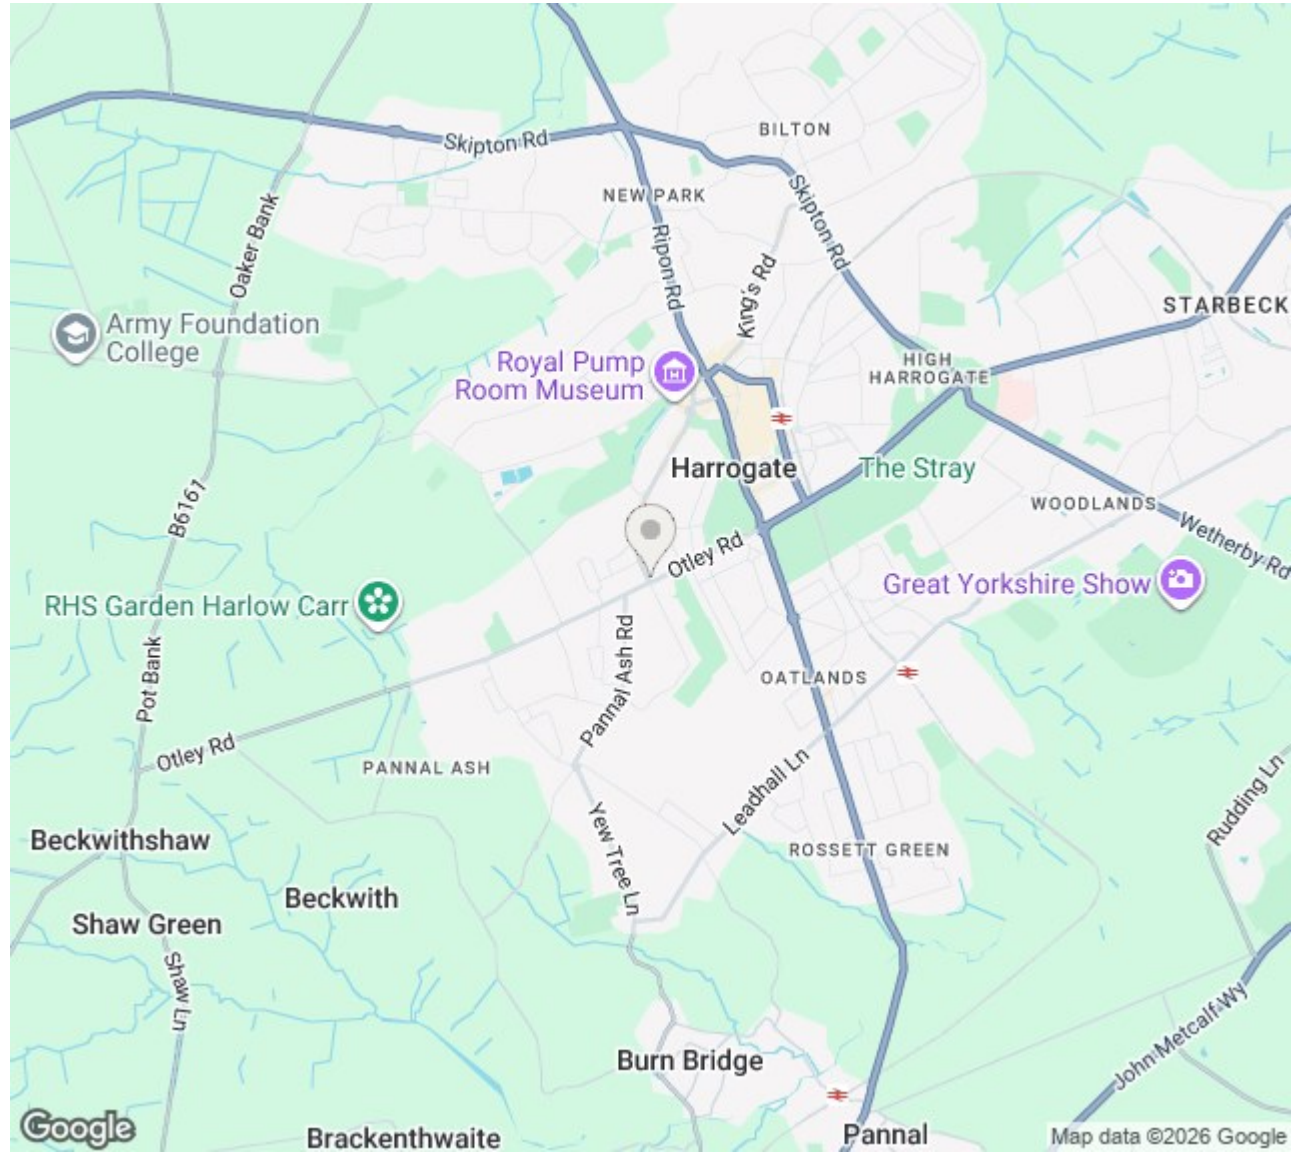 BILTON
Skipton Rd
NEW PARK
Skipton Rd
Oaker Bank
Ripon Rd
King's Rd
STARBECK
Army Foundation
College
Royal Pump
Room Museum
HIGH
HARROGATE
Harrogate
The Stray
WOODLANDS
B6161
Wetherby Rd
Otley Rd
Great Yorkshire Show
RHS Garden Harlow Carr
Pannal Ash Rd
Pot Bank
OATLANDS
Otley Rd
PANNAL ASH
Leadhall Ln
Rudding Ln
Beckwithshaw
Yew Tree Ln
ROSSETT GREEN
Beckwith
Shaw Green
Shaw Ln
John Metcalf Wy
Burn Bridge
Google
Brackenthwaite
Pannal
Map data ©2026 Google